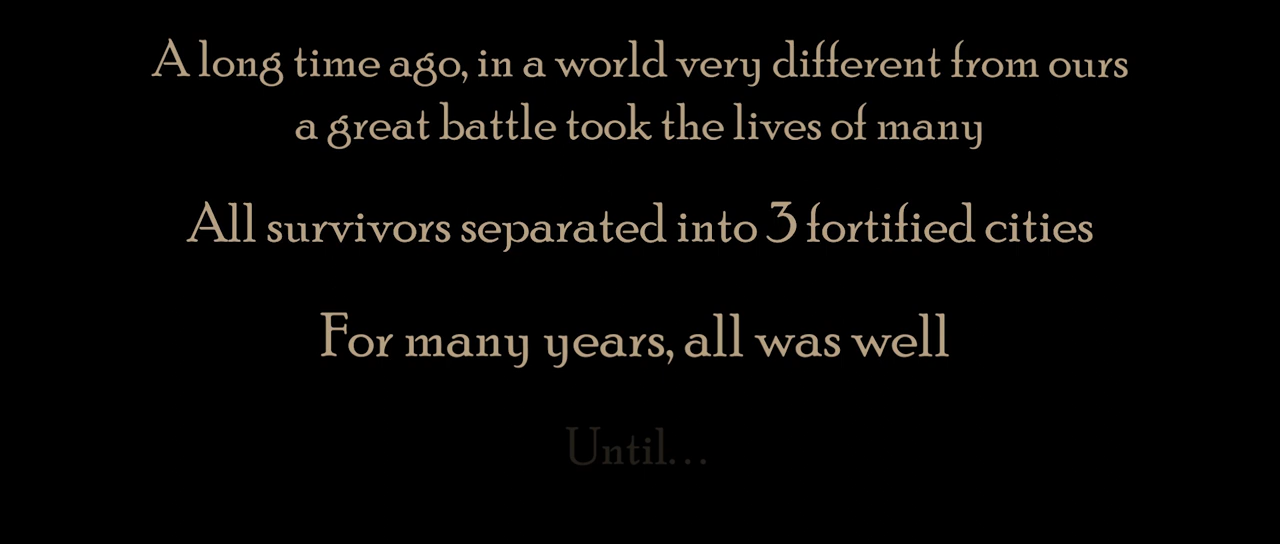 A long time ago, in a world very different from ours
a great battle took the lives of many
All survivors separated into 3 fortified cities
For many years, all was well
Until...